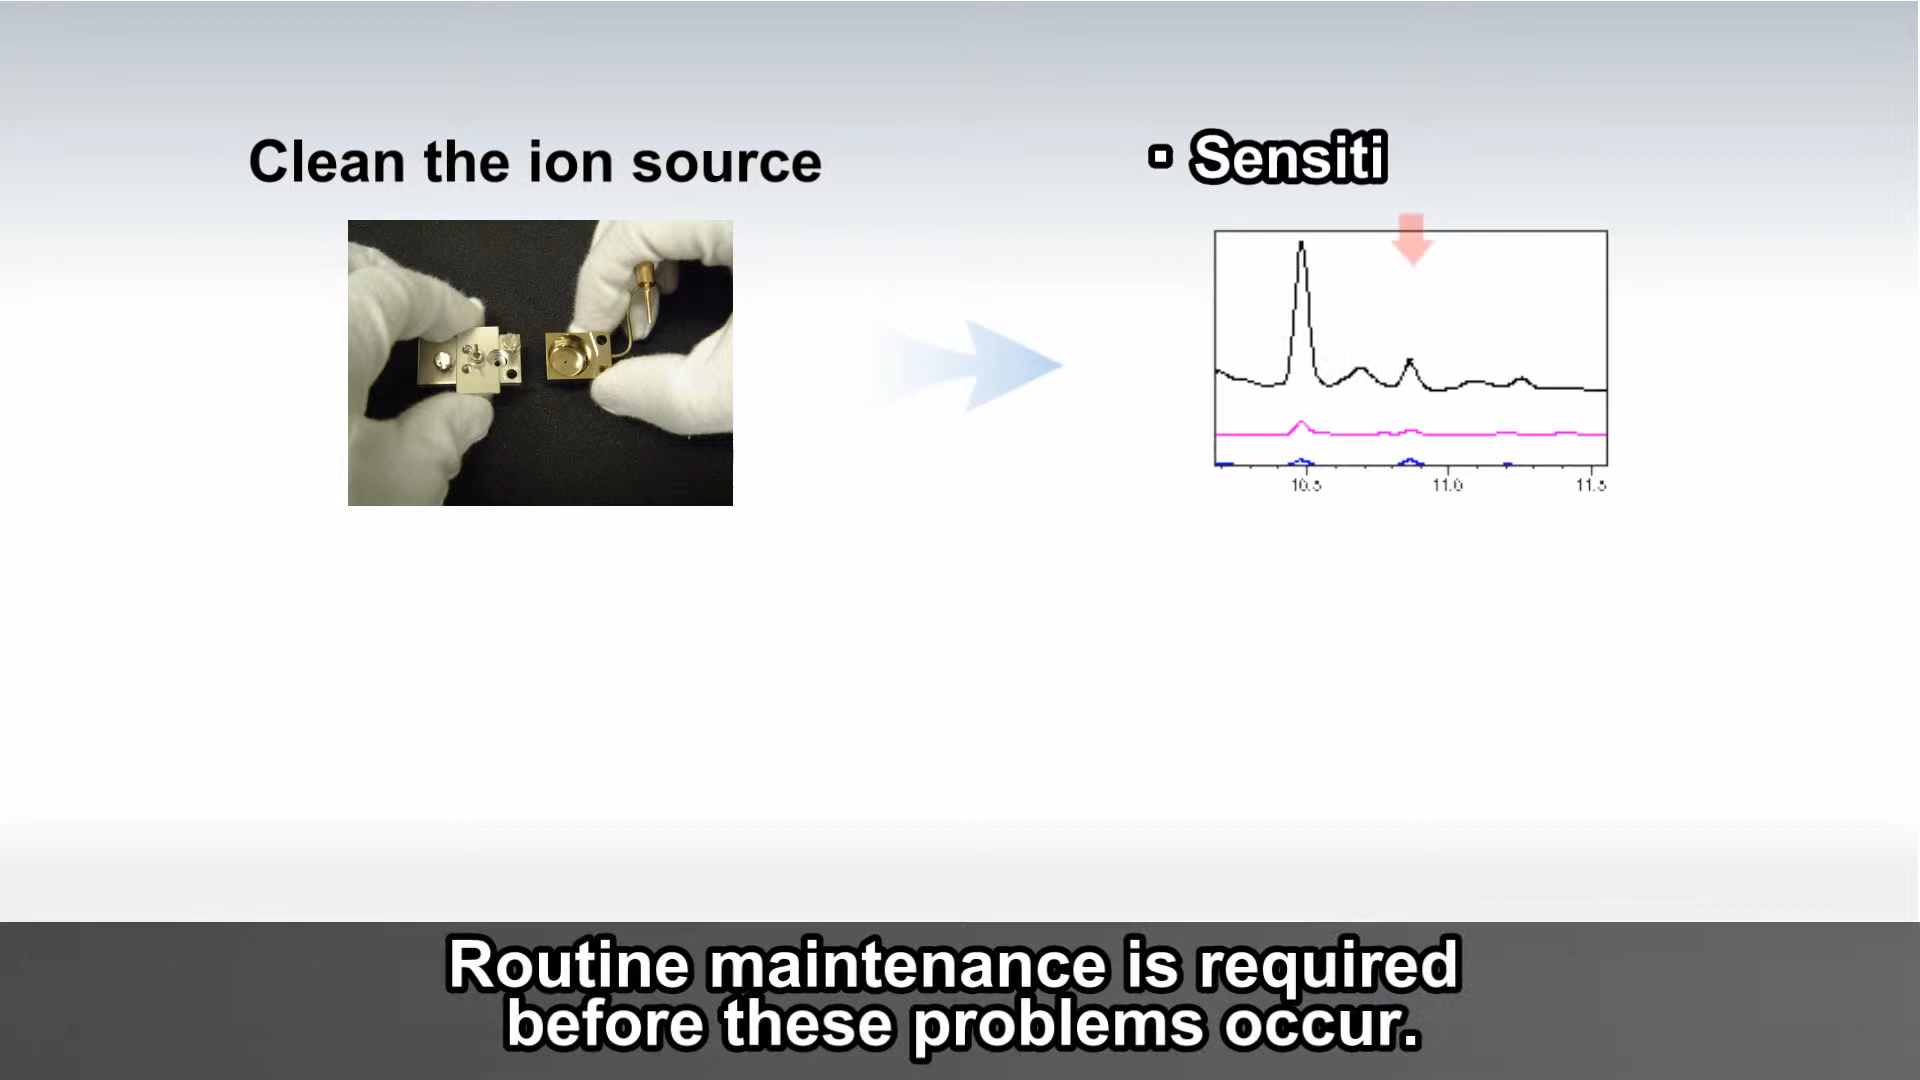 Clean the ion source
▫ Sensiti
10.5 11.0 11.5
Routine maintenance is required
before these problems occur.